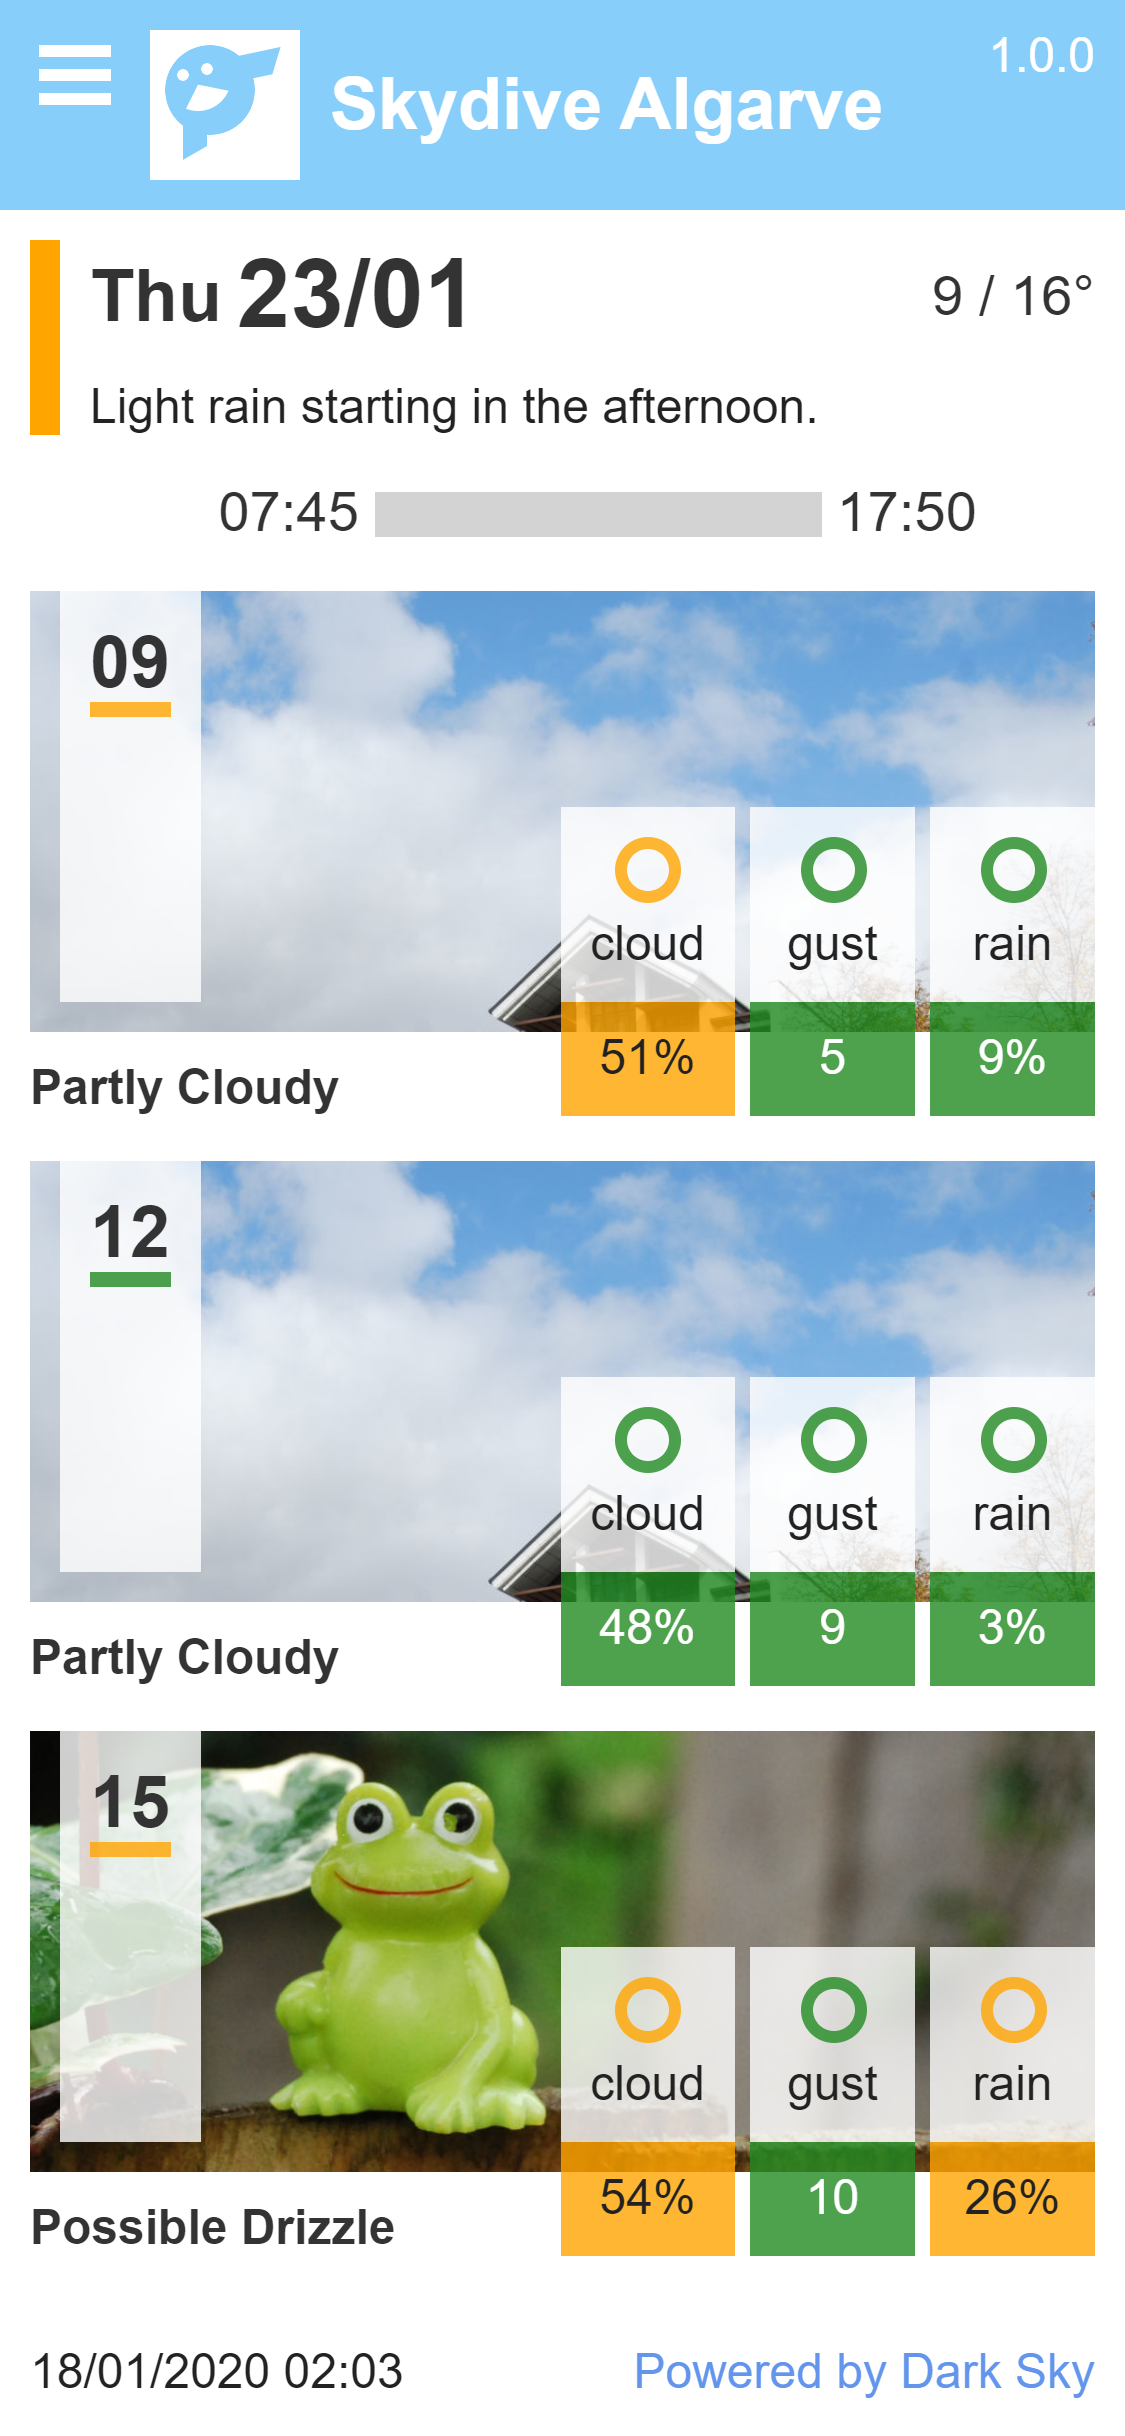 1.0.0
Skydive Algarve
Thu 23/01 9 / 16°
Light rain starting in the afternoon.
07:45 17:50
09
cloud gust rain
51% 5 9%
Partly Cloudy
12
cloud gust rain
48% 9 3%
Partly Cloudy
15
cloud gust rain
54% 10 26%
Possible Drizzle
18/01/2020 02:03 Powered by Dark Sky